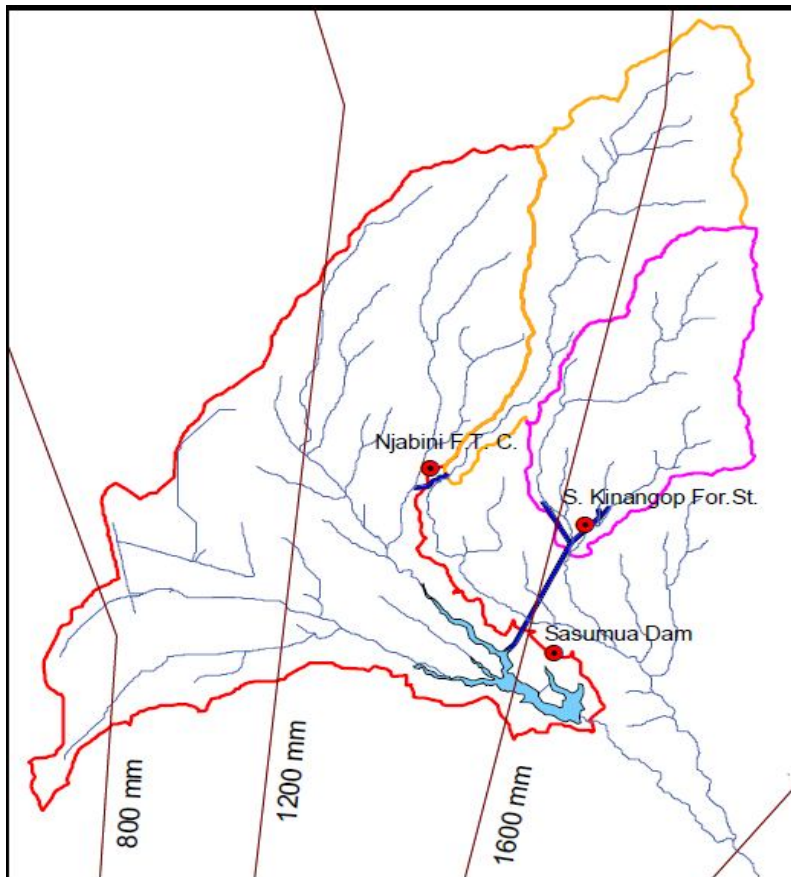 Njabini F.T. C.
S. Kinangop For.St.
Sasumua Dam
800 mm
1200 mm
1600 mm